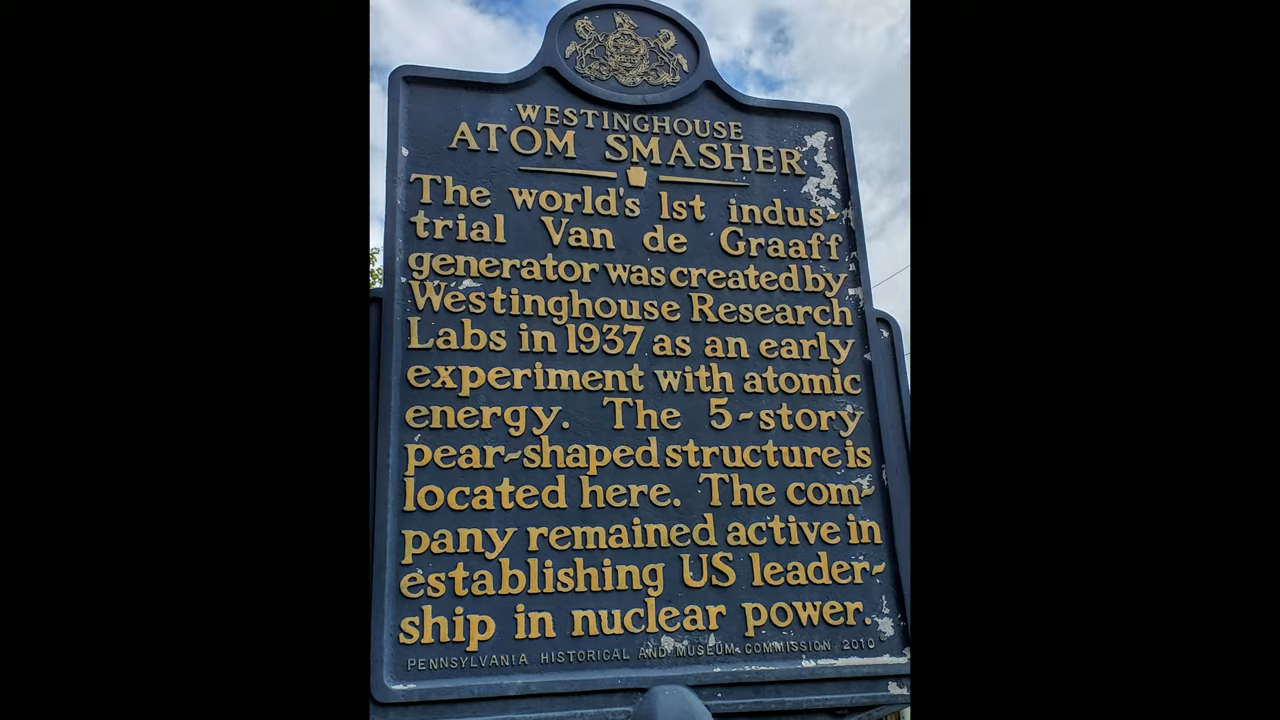 WESTINGHOUSE
ATOM SMASHER
The world's 1st indus-
trial Van de Graaff
generator was created by
Westinghouse Research
Labs in 1937 as an early
experiment with atomic
energy. The 5-story
pear-shaped structure is
located here. The com-
pany remained active in
establishing US leader-
ship in nuclear power.
PENNSYLVANIA HISTORICAL AND MUSEUM COMMISSION 2010